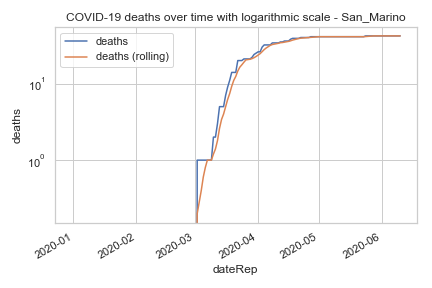 COVID-19 deaths over time with logarithmic scale - San_Marino
deaths
deaths (rolling)
10¹
10⁰
deaths
2020-01
2020-02
2020-03
2020-04
2020-05
2020-06
dateRep